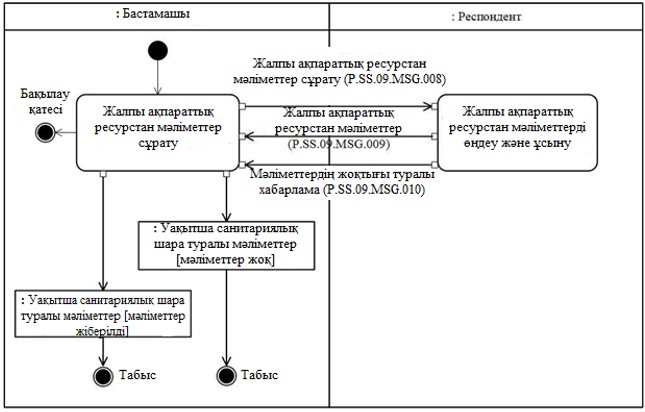 : Бастамашы
: Респондент
Жалпы ақпараттық ресурстан
мәліметтер сұрату (P.SS.09.MSG.008)
Бақылау
қатесі
Жалпы ақпараттық
ресурстан мәліметтер
сұрату
Жалпы ақпараттық
ресурстан мәліметтер
(P.SS.09.MSG.009)
Жалпы ақпараттық
ресурстан мәліметтерді
өңдеу және ұсыну
Мәліметтердің жоқтығы туралы
хабарлама (P.SS.09.MSG.010)
: Уақытша санитариялық
шара туралы мәліметтер
[мәліметтер жоқ]
: Уақытша санитариялық шара
туралы мәліметтер [мәліметтер
жіберілді]
Табыс
Табыс